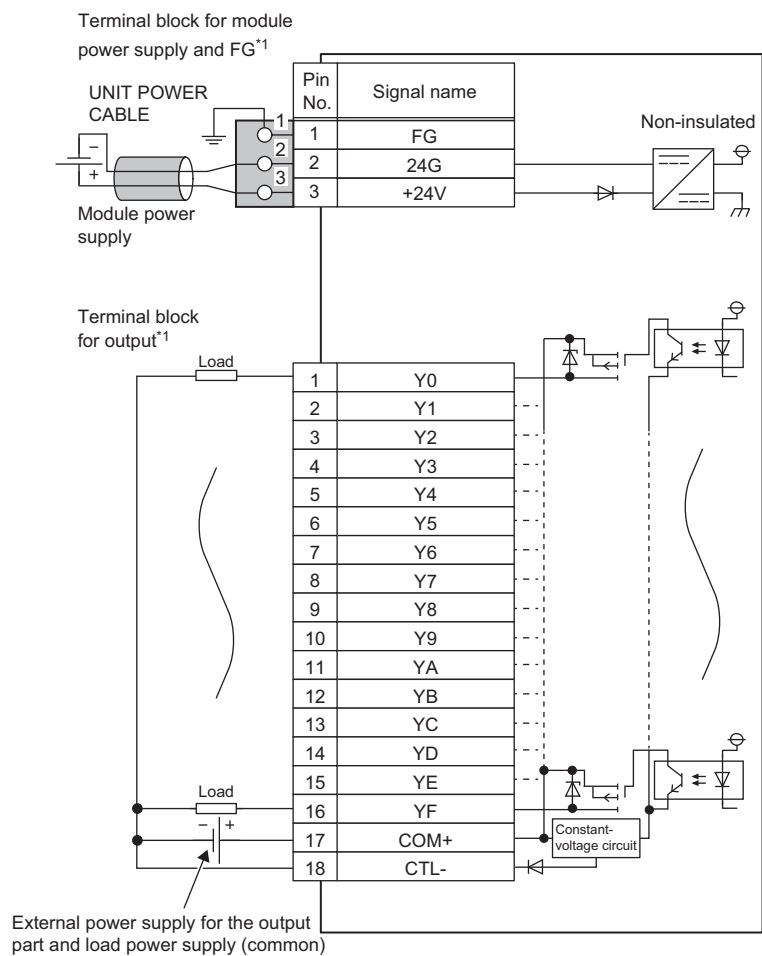 Terminal block for module
power supply and FG*1
UNIT POWER
CABLE
Pin
No.
Signal name
Non-insulated
1
1
FG
2
2
24G
3
3
+24V
−
+
Module power
supply
Terminal block
for output*1
Load
1
Y0
2
Y1
3
Y2
4
Y3
5
Y4
6
Y5
7
Y6
8
Y7
9
Y8
10
Y9
11
YA
12
YB
13
YC
14
YD
15
YE
Load
16
YF
− +
17
COM+
Constant-
voltage circuit
18
CTL-
External power supply for the output
part and load power supply (common)